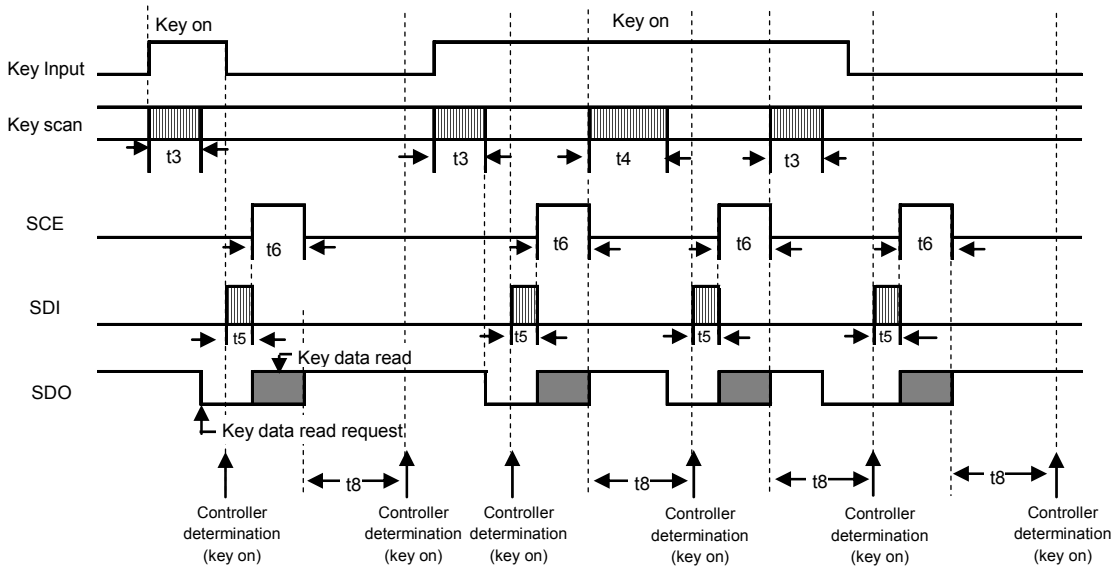 Key on
Key on
Key Input
Key scan
t3
t3
t4
t3
SCE
t6
t6
t6
t6
SDI
t5
t5
t5
t5
Key data read
SDO
Key data read request
t8
t8
t8
t8
Controller
determination
(key on)
Controller
determination
(key on)
Controller
determination
(key on)
Controller
determination
(key on)
Controller
determination
(key on)
Controller
determination
(key on)